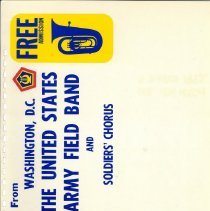 FREE
ADMISSION
From
WASHINGTON, D.C.
THE UNITED STATES
ARMY FIELD BAND
AND
SOLDIERS' CHORUS